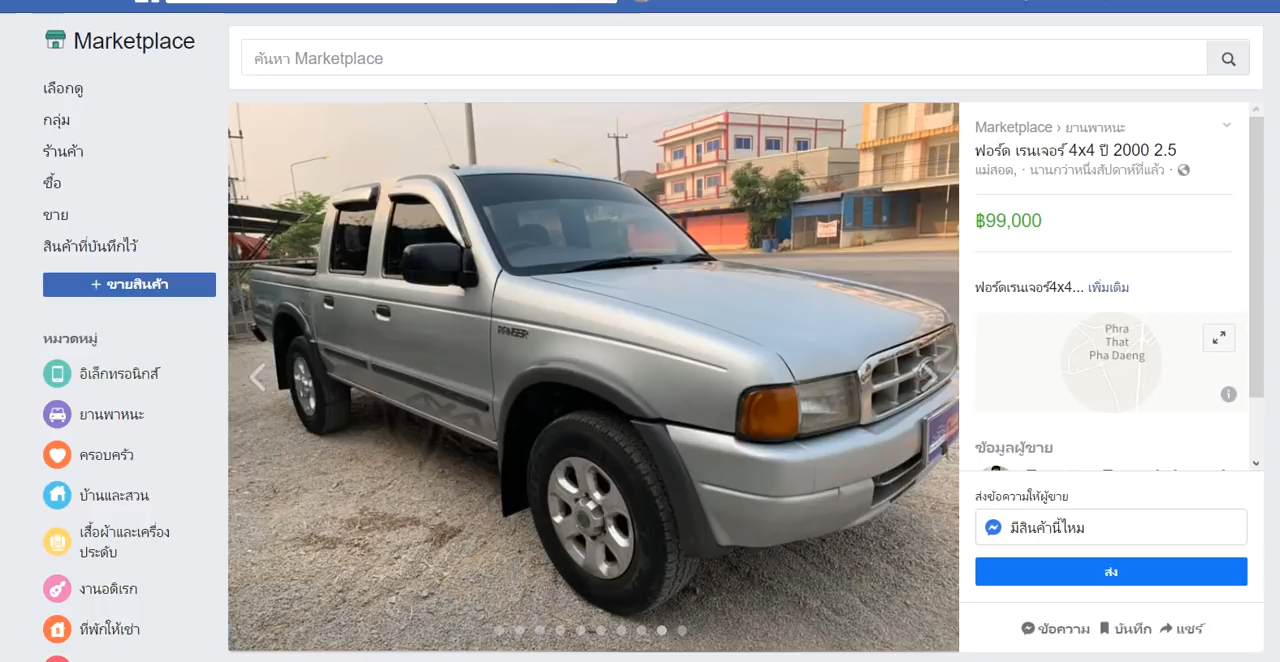 Marketplace
ค้นหา Marketplace
เลือกดู
กลุ่ม
ร้านค้า
ซื้อ
ขาย
สินค้าที่บันทึกไว้
+ ขายสินค้า
หมวดหมู่
อิเล็กทรอนิกส์
ยานพาหนะ
ครอบครัว
บ้านและสวน
เสื้อผ้าและเครื่อง
ประดับ
งานอดิเรก
ที่พักให้เช่า
RANGER
Marketplace › ยานพาหนะ
ฟอร์ด เรนเจอร์ 4x4 ปี 2000 2.5
แม่สอด, · นานกว่าหนึ่งสัปดาห์ที่แล้ว ·
฿99,000
ฟอร์ดเรนเจอร์4x4... เพิ่มเติม
Phra
That
Pha Daeng
ข้อมูลผู้ขาย
ส่งข้อความให้ผู้ขาย
มีสินค้านี้ไหม
ส่ง
ข้อความ บันทึก แชร์